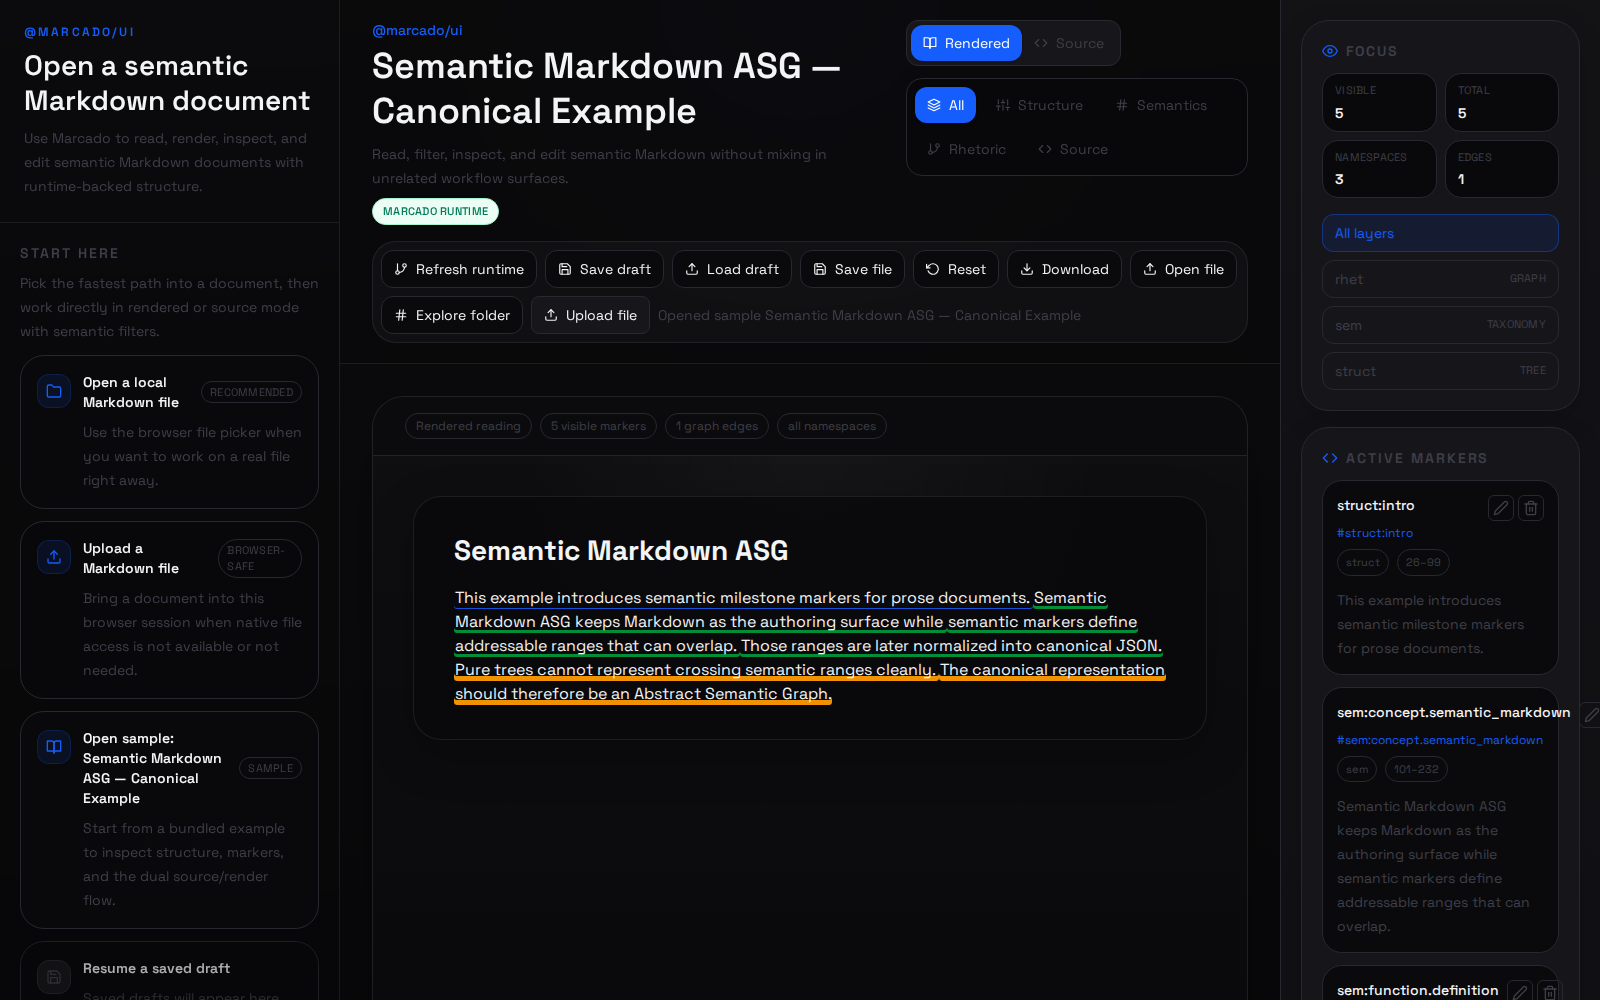 @MARCADO/UI
Open a semantic
Markdown document
Use Marcado to read, render, inspect, and
edit semantic Markdown documents with
runtime-backed structure.
START HERE
Pick the fastest path into a document, then
work directly in rendered or source mode
with semantic filters.
Open a local
Markdown file
RECOMMENDED
Use the browser file picker when
you want to work on a real file
right away.
Upload a
Markdown file
BROWSER-
SAFE
Bring a document into this
browser session when native file
access is not available or not
needed.
Open sample:
Semantic Markdown
ASG — Canonical
Example
SAMPLE
Start from a bundled example
to inspect structure, markers,
and the dual source/render
flow.
Resume a saved draft
Saved drafts will appear here
@marcado/ui
Semantic Markdown ASG —
Canonical Example
Read, filter, inspect, and edit semantic Markdown without mixing in
unrelated workflow surfaces.
MARCADO RUNTIME
Rendered
Source
All
Structure
Semantics
Rhetoric
Source
Refresh runtime
Save draft
Load draft
Save file
Reset
Download
Open file
Explore folder
Upload file
Opened sample Semantic Markdown ASG — Canonical Example
Rendered reading
5 visible markers
1 graph edges
all namespaces
Semantic Markdown ASG
This example introduces semantic milestone markers for prose documents. Semantic
Markdown ASG keeps Markdown as the authoring surface while semantic markers define
addressable ranges that can overlap. Those ranges are later normalized into canonical JSON.
Pure trees cannot represent crossing semantic ranges cleanly. The canonical representation
should therefore be an Abstract Semantic Graph.
FOCUS
VISIBLE
5
TOTAL
5
NAMESPACES
3
EDGES
1
All layers
rhet
GRAPH
sem
TAXONOMY
struct
TREE
ACTIVE MARKERS
struct:intro
#struct:intro
struct
26–99
This example introduces
semantic milestone markers
for prose documents.
sem:concept.semantic_markdown
#sem:concept.semantic_markdown
sem
101–232
Semantic Markdown ASG
keeps Markdown as the
authoring surface while
semantic markers define
addressable ranges that can
overlap.
sem:function.definition